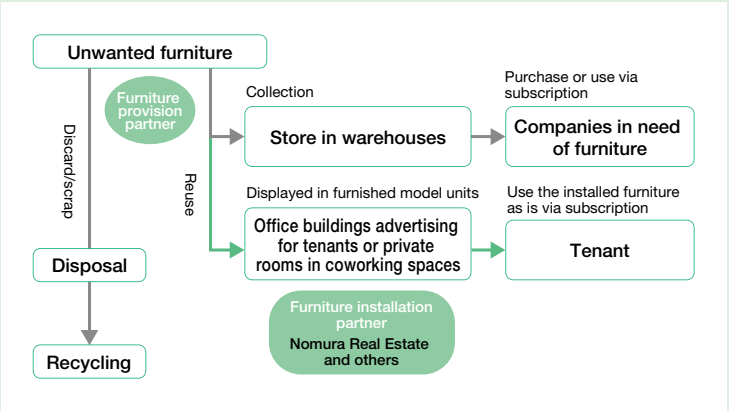 Unwanted furniture
Furniture
provision
partner
Discard/scrap
Reuse
Collection
Store in warehouses
Purchase or use via
subscription
Companies in need
of furniture
Displayed in furnished model units
Office buildings advertising
for tenants or private
rooms in coworking spaces
Use the installed furniture
as is via subscription
Tenant
Furniture installation
partner
Nomura Real Estate
and others
Disposal
Recycling